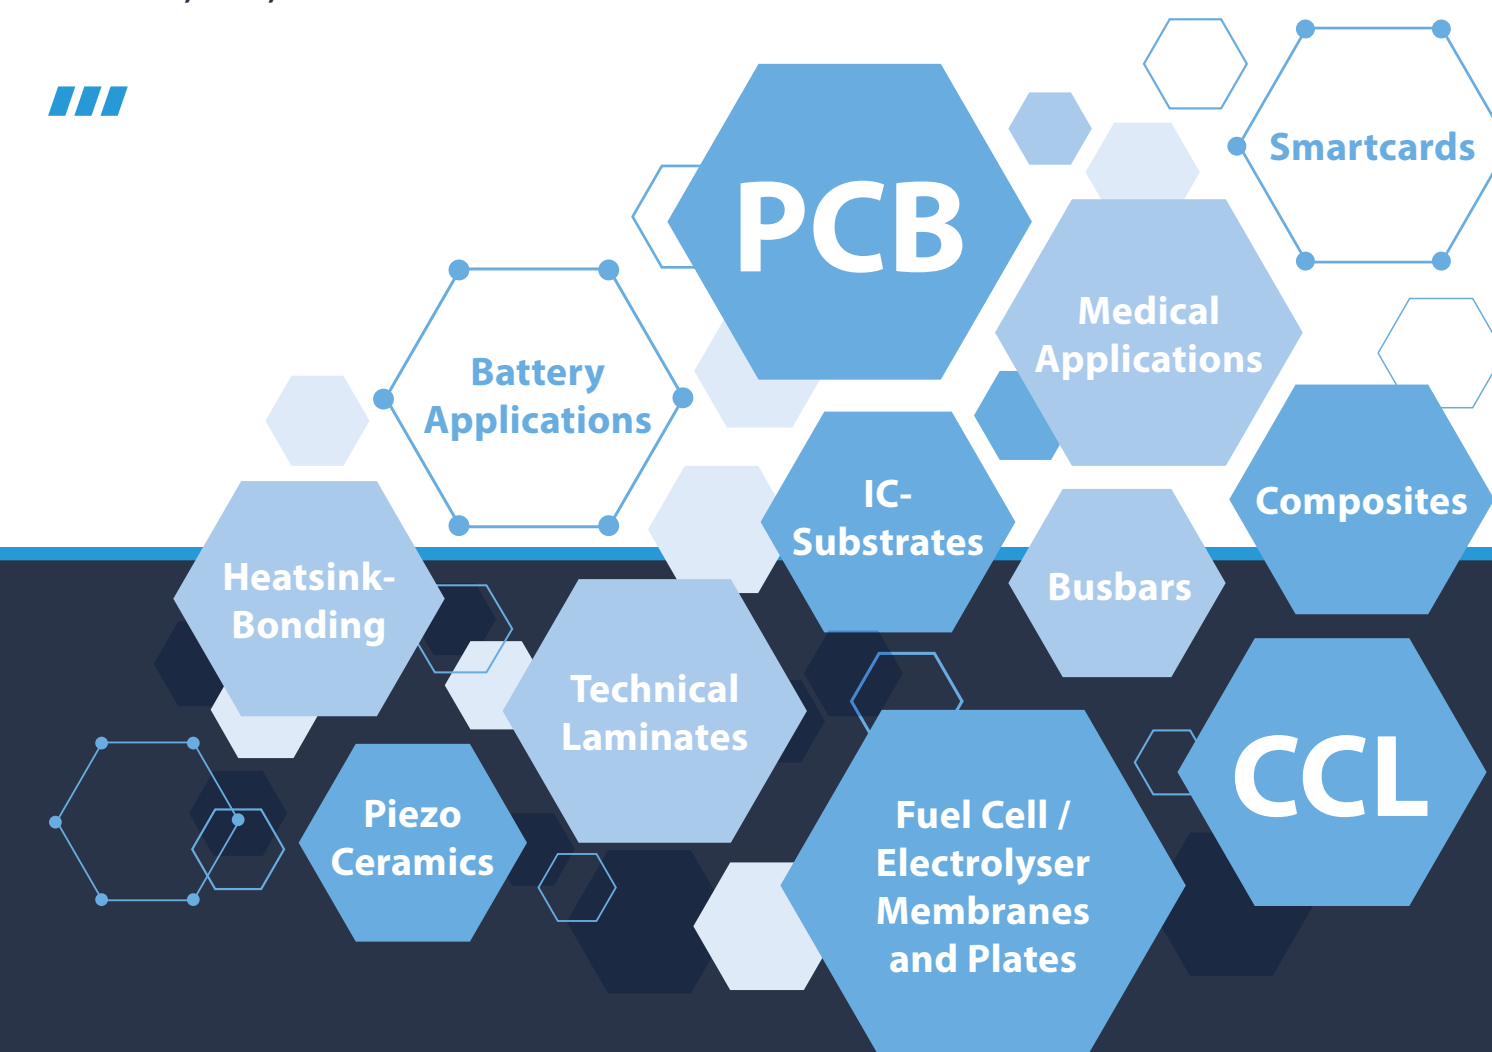 PCB
Smartcards
Medical
Applications
Battery
Applications
IC-
Substrates
Composites
Heatsink-
Bonding
Busbars
Technical
Laminates
Piezo
Ceramics
Fuel Cell /
Electrolyser
Membranes
and Plates
CCL